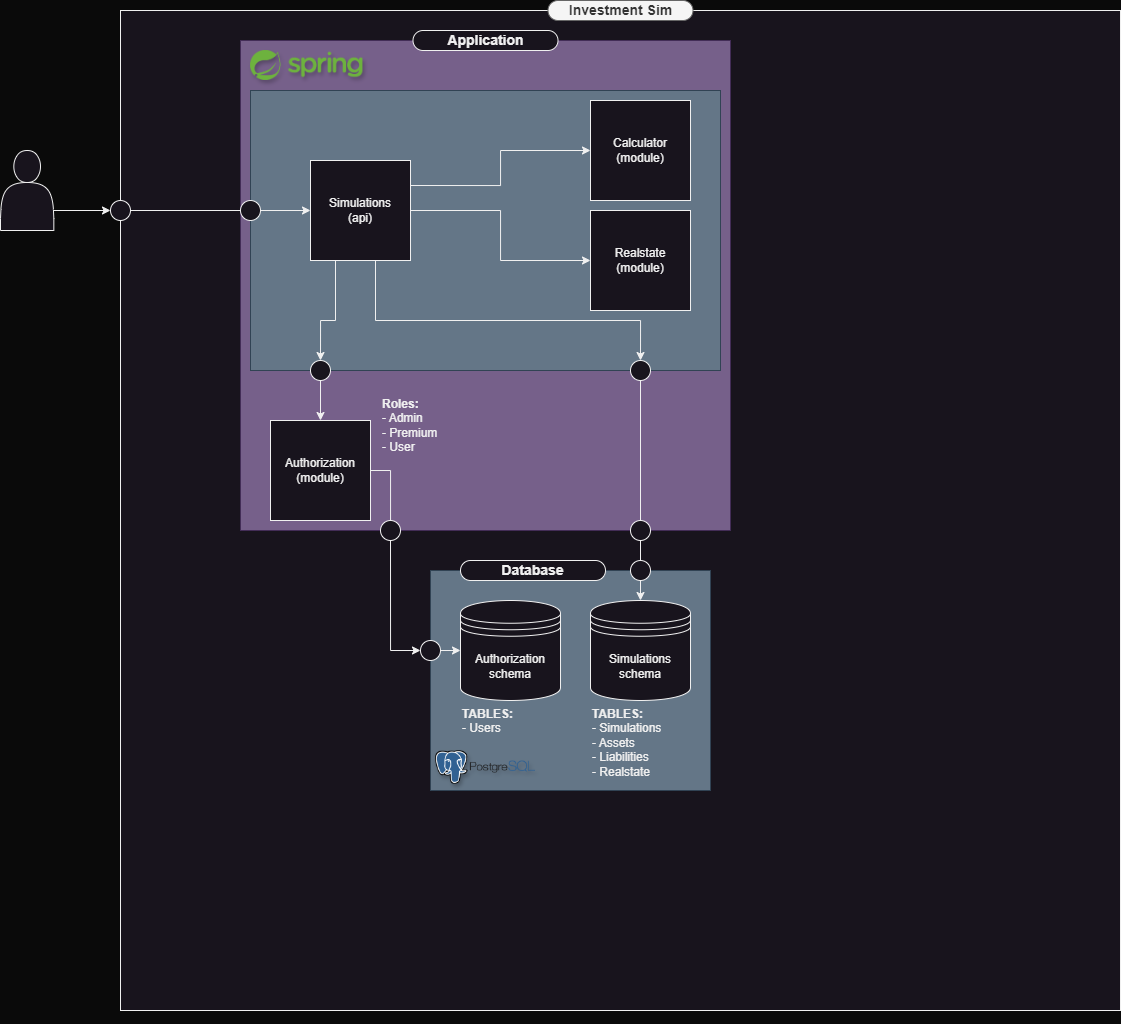 Investment Sim
Application
spring
Calculator
(module)
Simulations
(api)
Realstate
(module)
Roles:
- Admin
- Premium
- User
Authorization
(module)
Database
Authorization
schema
Simulations
schema
TABLES:
- Users
TABLES:
- Simulations
- Assets
- Liabilities
- Realstate
PostgreSQL